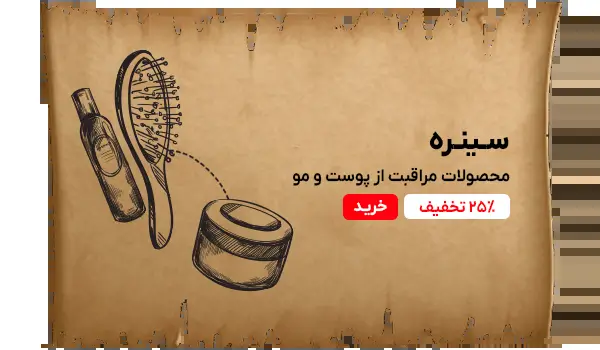 سینره
محصولات مراقبت از پوست و مو
۲۵٪ تخفیف خرید